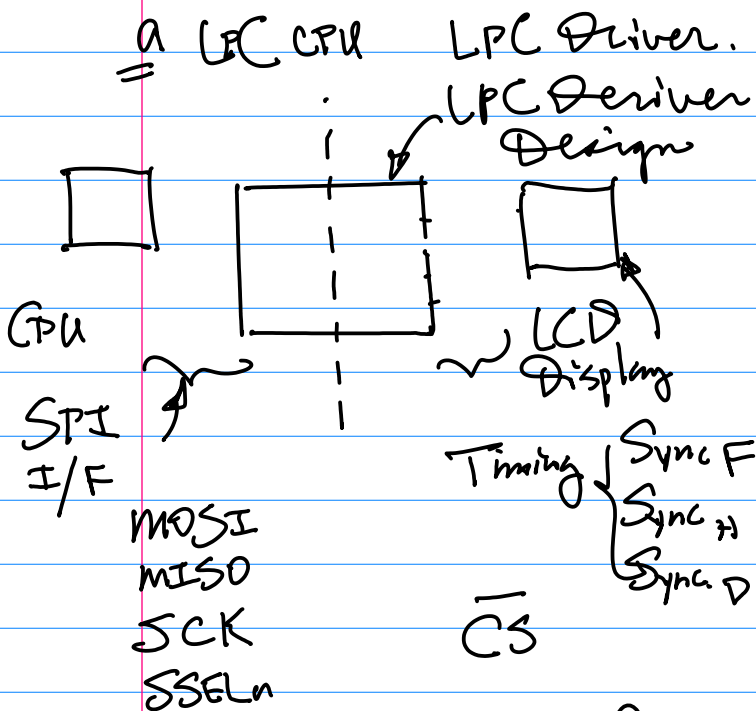 a LPC CPU LPC Driver.
LPC Deriver
Design
CPU
LCD
Display
SPI
I/F
Timing
Sync F
Sync H
Sync. D
MOSI
MISO
SCK
CS
SSELn